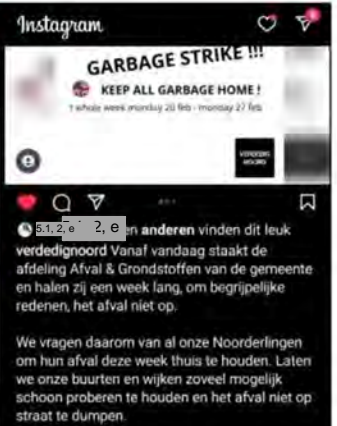 Instagram
GARBAGE STRIKE !!!
KEEP ALL GARBAGE HOME !
1 whole week monday 20 feb - monday 27 feb
VERDEDIG
NOORD
5.1, 2, e 2, e en anderen vinden dit leuk
verdedignoord Vanaf vandaag staakt de
afdeling Afval & Grondstoffen van de gemeente
en halen zij een week lang, om begrijpelijke
redenen, het afval niet op.
We vragen daarom van al onze Noorderlingen
om hun afval deze week thuis te houden. Laten
we onze buurten en wijken zoveel mogelijk
schoon proberen te houden en het afval niet op
straat te dumpen.